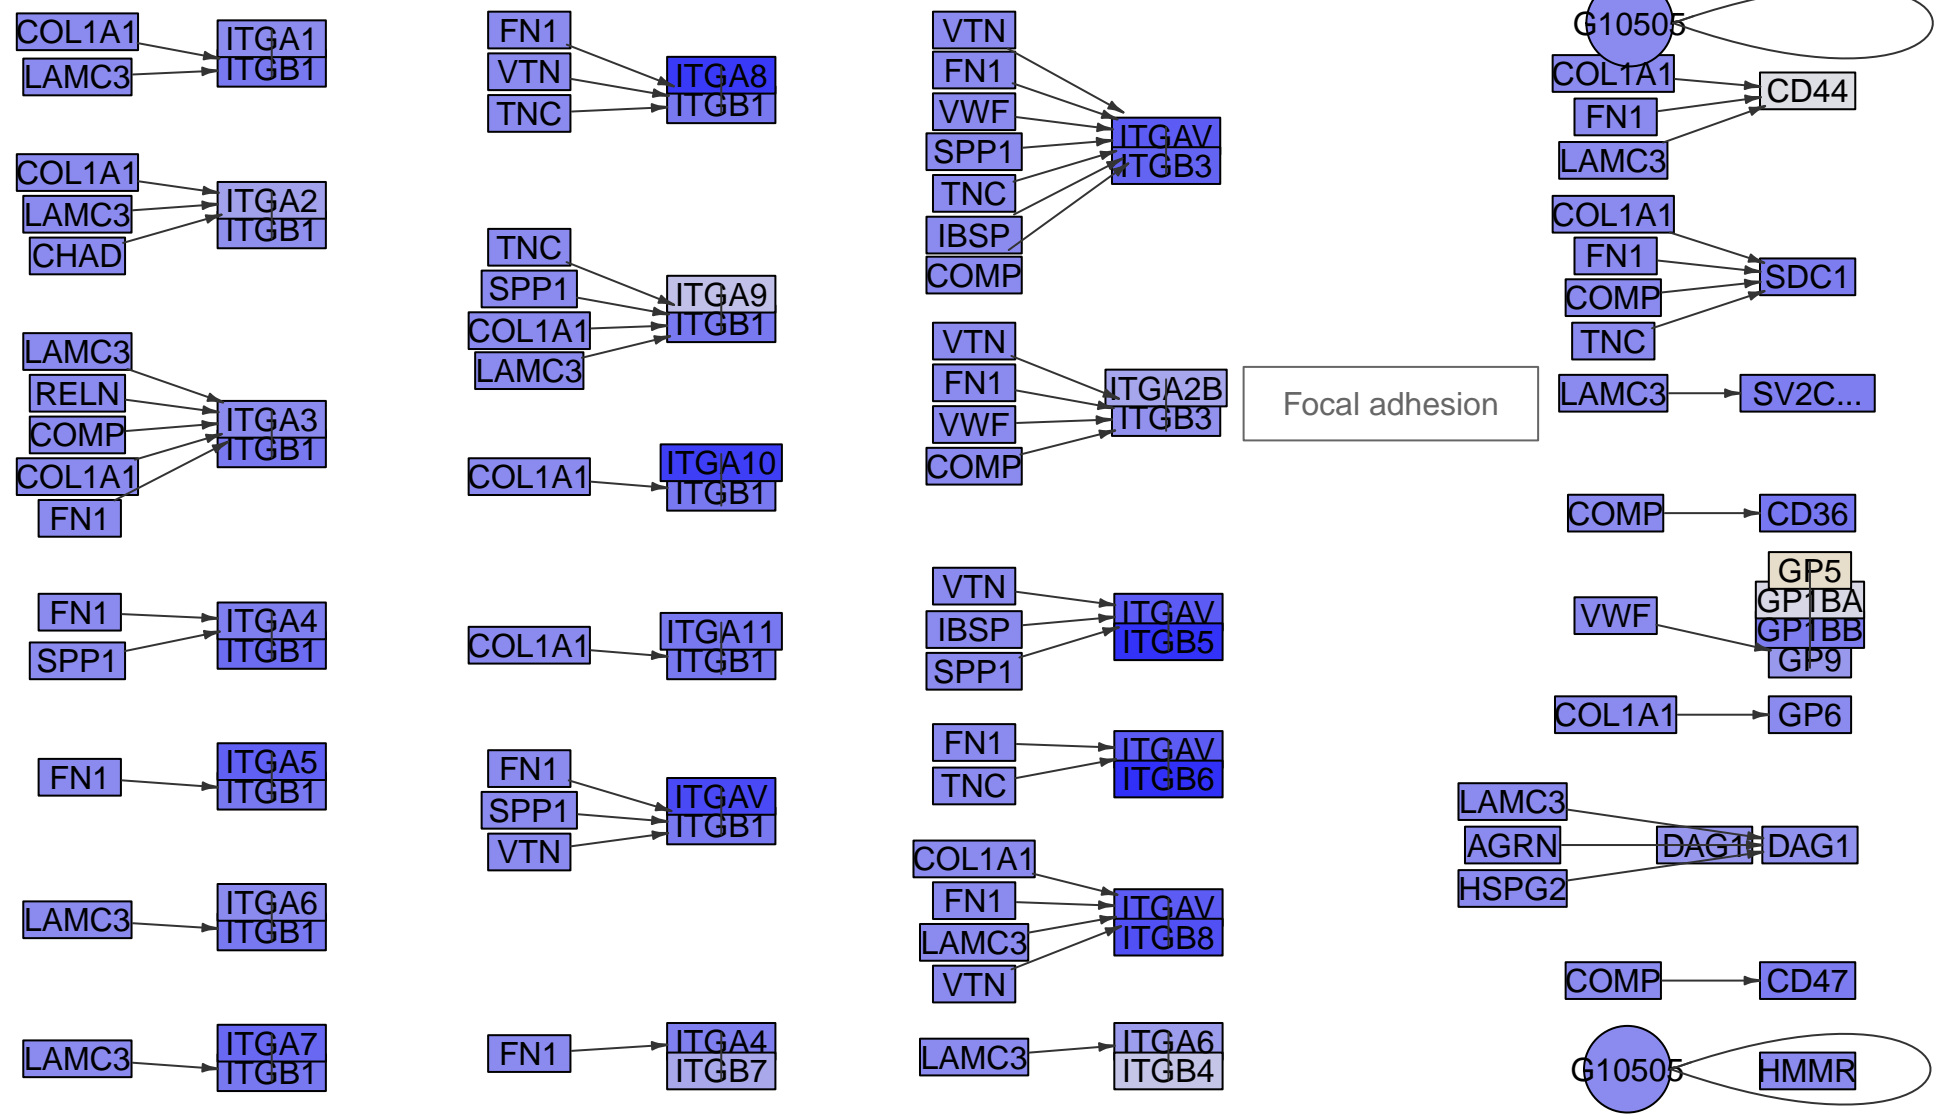 COL1A1
LAMC3
ITGA1
ITGB1
COL1A1
LAMC3
CHAD
ITGA2
ITGB1
LAMC3
RELN
COMP
COL1A1
FN1
ITGA3
ITGB1
FN1
SPP1
ITGA4
ITGB1
FN1
ITGA5
ITGB1
LAMC3
ITGA6
ITGB1
LAMC3
ITGA7
ITGB1
FN1
VTN
TNC
ITGA8
ITGB1
TNC
SPP1
COL1A1
LAMC3
ITGA9
ITGB1
COL1A1
ITGA10
ITGB1
COL1A1
ITGA11
ITGB1
FN1
SPP1
VTN
ITGAV
ITGB1
FN1
ITGA4
ITGB7
VTN
FN1
VWF
SPP1
TNC
IBSP
COMP
ITGAV
ITGB3
VTN
FN1
VWF
COMP
ITGA2B
ITGB3
Focal adhesion
VTN
IBSP
SPP1
ITGAV
ITGB5
FN1
TNC
ITGAV
ITGB6
COL1A1
FN1
LAMC3
VTN
ITGAV
ITGB8
LAMC3
ITGA6
ITGB4
G10505
COL1A1
FN1
LAMC3
CD44
COL1A1
FN1
COMP
TNC
SDC1
LAMC3
SV2C...
COMP
CD36
VWF
GP5
GP1BA
GP1BB
GP9
COL1A1
GP6
LAMC3
AGRN
HSPG2
DAG1
DAG1
COMP
CD47
G10505
HMMR